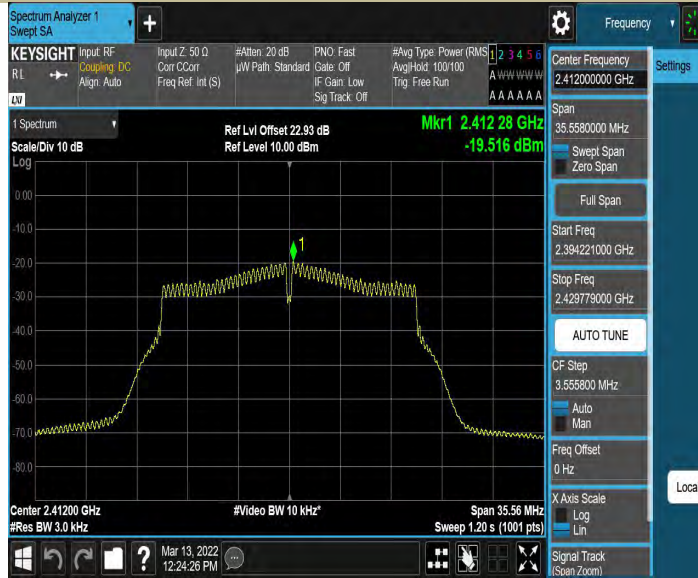 Spectrum Analyzer 1
Swept SA
+
Frequency
KEYSIGHT
RL
LXI
Input: RF
Coupling: DC
Align: Auto
Input Z: 50 Ω
Corr CCorr
Freq Ref: Int (S)
#Atten: 20 dB
µW Path: Standard
PNO: Fast
Gate: Off
IF Gain: Low
Sig Track: Off
#Avg Type: Power (RMS
Avg|Hold: 100/100
Trig: Free Run
1 2 3 4 5 6
A W W W W W
A A A A A A
1 Spectrum
Scale/Div 10 dB
Log
Ref Lvl Offset 22.93 dB
Ref Level 10.00 dBm
Mkr1 2.412 28 GHz
-19.516 dBm
1
0.00
-10.0
-20.0
-30.0
-40.0
-50.0
-60.0
-70.0
-80.0
Center 2.41200 GHz
#Res BW 3.0 kHz
#Video BW 10 kHz*
Span 35.56 MHz
Sweep 1.20 s (1001 pts)
Center Frequency
2.412000000 GHz
Span
35.5580000 MHz
Swept Span
Zero Span
Full Span
Start Freq
2.394221000 GHz
Stop Freq
2.429779000 GHz
AUTO TUNE
CF Step
3.555800 MHz
Auto
Man
Freq Offset
0 Hz
X Axis Scale
Log
Lin
Signal Track
(Span Zoom)
Settings
Loca
?
Mar 13, 2022
12:24:26 PM